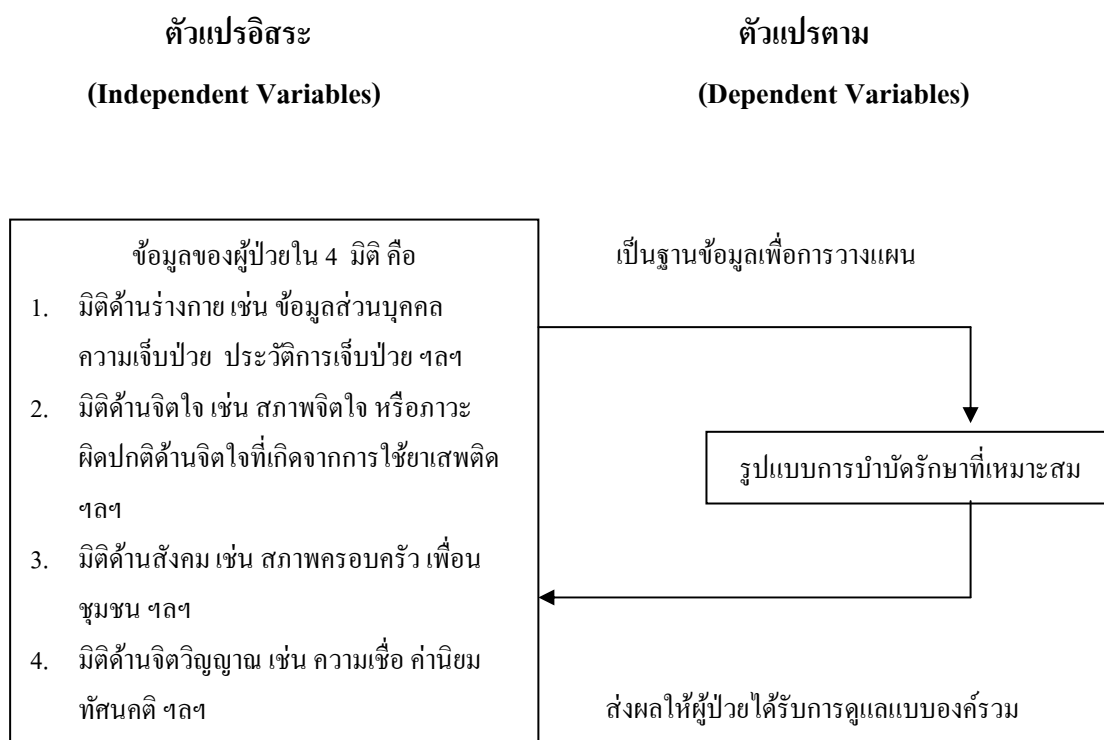 ตัวแปรอิสระ
(Independent Variables)
ตัวแปรตาม
(Dependent Variables)
ข้อมูลของผู้ป่วยใน 4 มิติ คือ
1. มิติด้านร่างกาย เช่น ข้อมูลส่วนบุคคล
ความเจ็บป่วย ประวัติการเจ็บป่วย ฯลฯ
2. มิติด้านจิตใจ เช่น สภาพจิตใจ หรือภาวะ
ผิดปกติด้านจิตใจที่เกิดจากการใช้ยาเสพติด
ฯลฯ
3. มิติด้านสังคม เช่น สภาพครอบครัว เพื่อน
ชุมชน ฯลฯ
4. มิติด้านจิตวิญญาณ เช่น ความเชื่อ ค่านิยม
ทัศนคติ ฯลฯ
เป็นฐานข้อมูลเพื่อการวางแผน
รูปแบบการบำบัดรักษาที่เหมาะสม
ส่งผลให้ผู้ป่วยได้รับการดูแลแบบองค์รวม